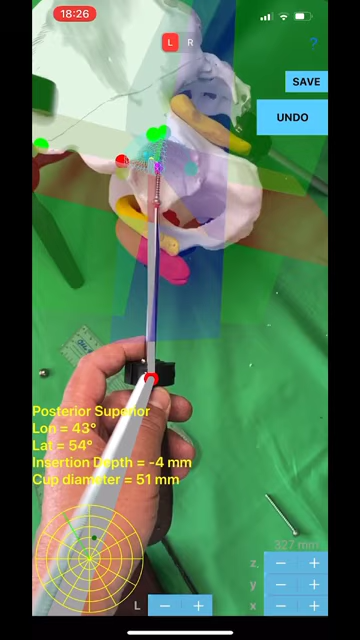 18:26
L R
?
SAVE
UNDO
Posterior Superior
Lon = 43°
Lat = 54°
Insertion Depth = -4 mm
Cup diameter = 51 mm
327 mm
z, − +
y − +
L − + x − +